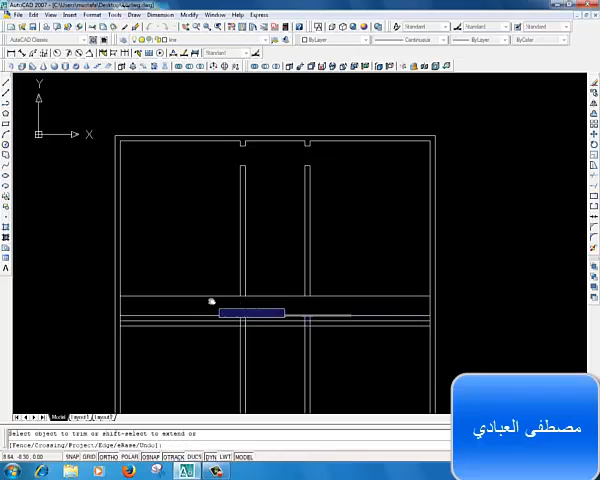 AutoCAD 2007 - [C:\Users\mustafa\Desktop\
File Edit View Insert Format Tools Draw Dimension Modify Window Help Express
Standard Standard Standard
AutoCAD Classic line ByLayer Continuous ByLayer ByColor
Standard
Y
X
Model Layout1 Layout2
Select object to trim or shift-select to extend or
[Fence/Crossing/Project/Edge/eRase/Undo]:
SNAP GRID ORTHO POLAR OSNAP OTRACK DUCS DYN LWT MODEL
مصطفى العبادي